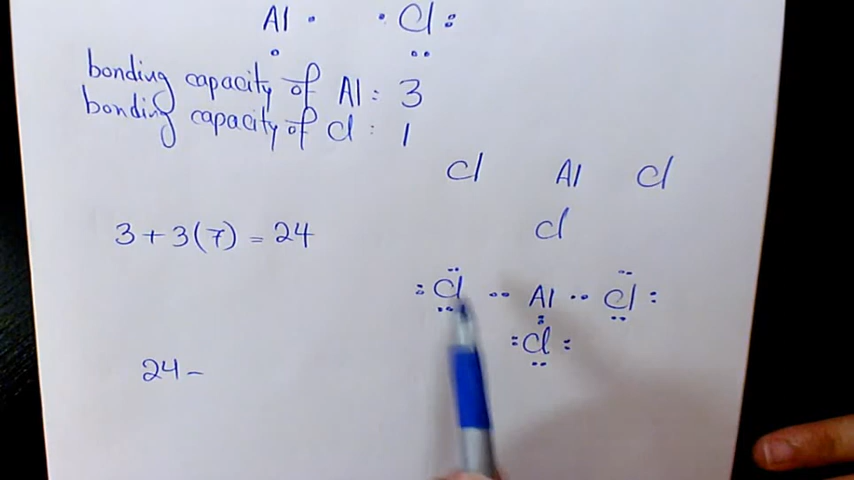 Al · · Cl :
bonding capacity of Al : 3
bonding capacity of Cl : 1
Cl Al Cl
Cl
3 + 3(7) = 24
: Cl ·· Al ·· Cl :
: Cl :
24 –